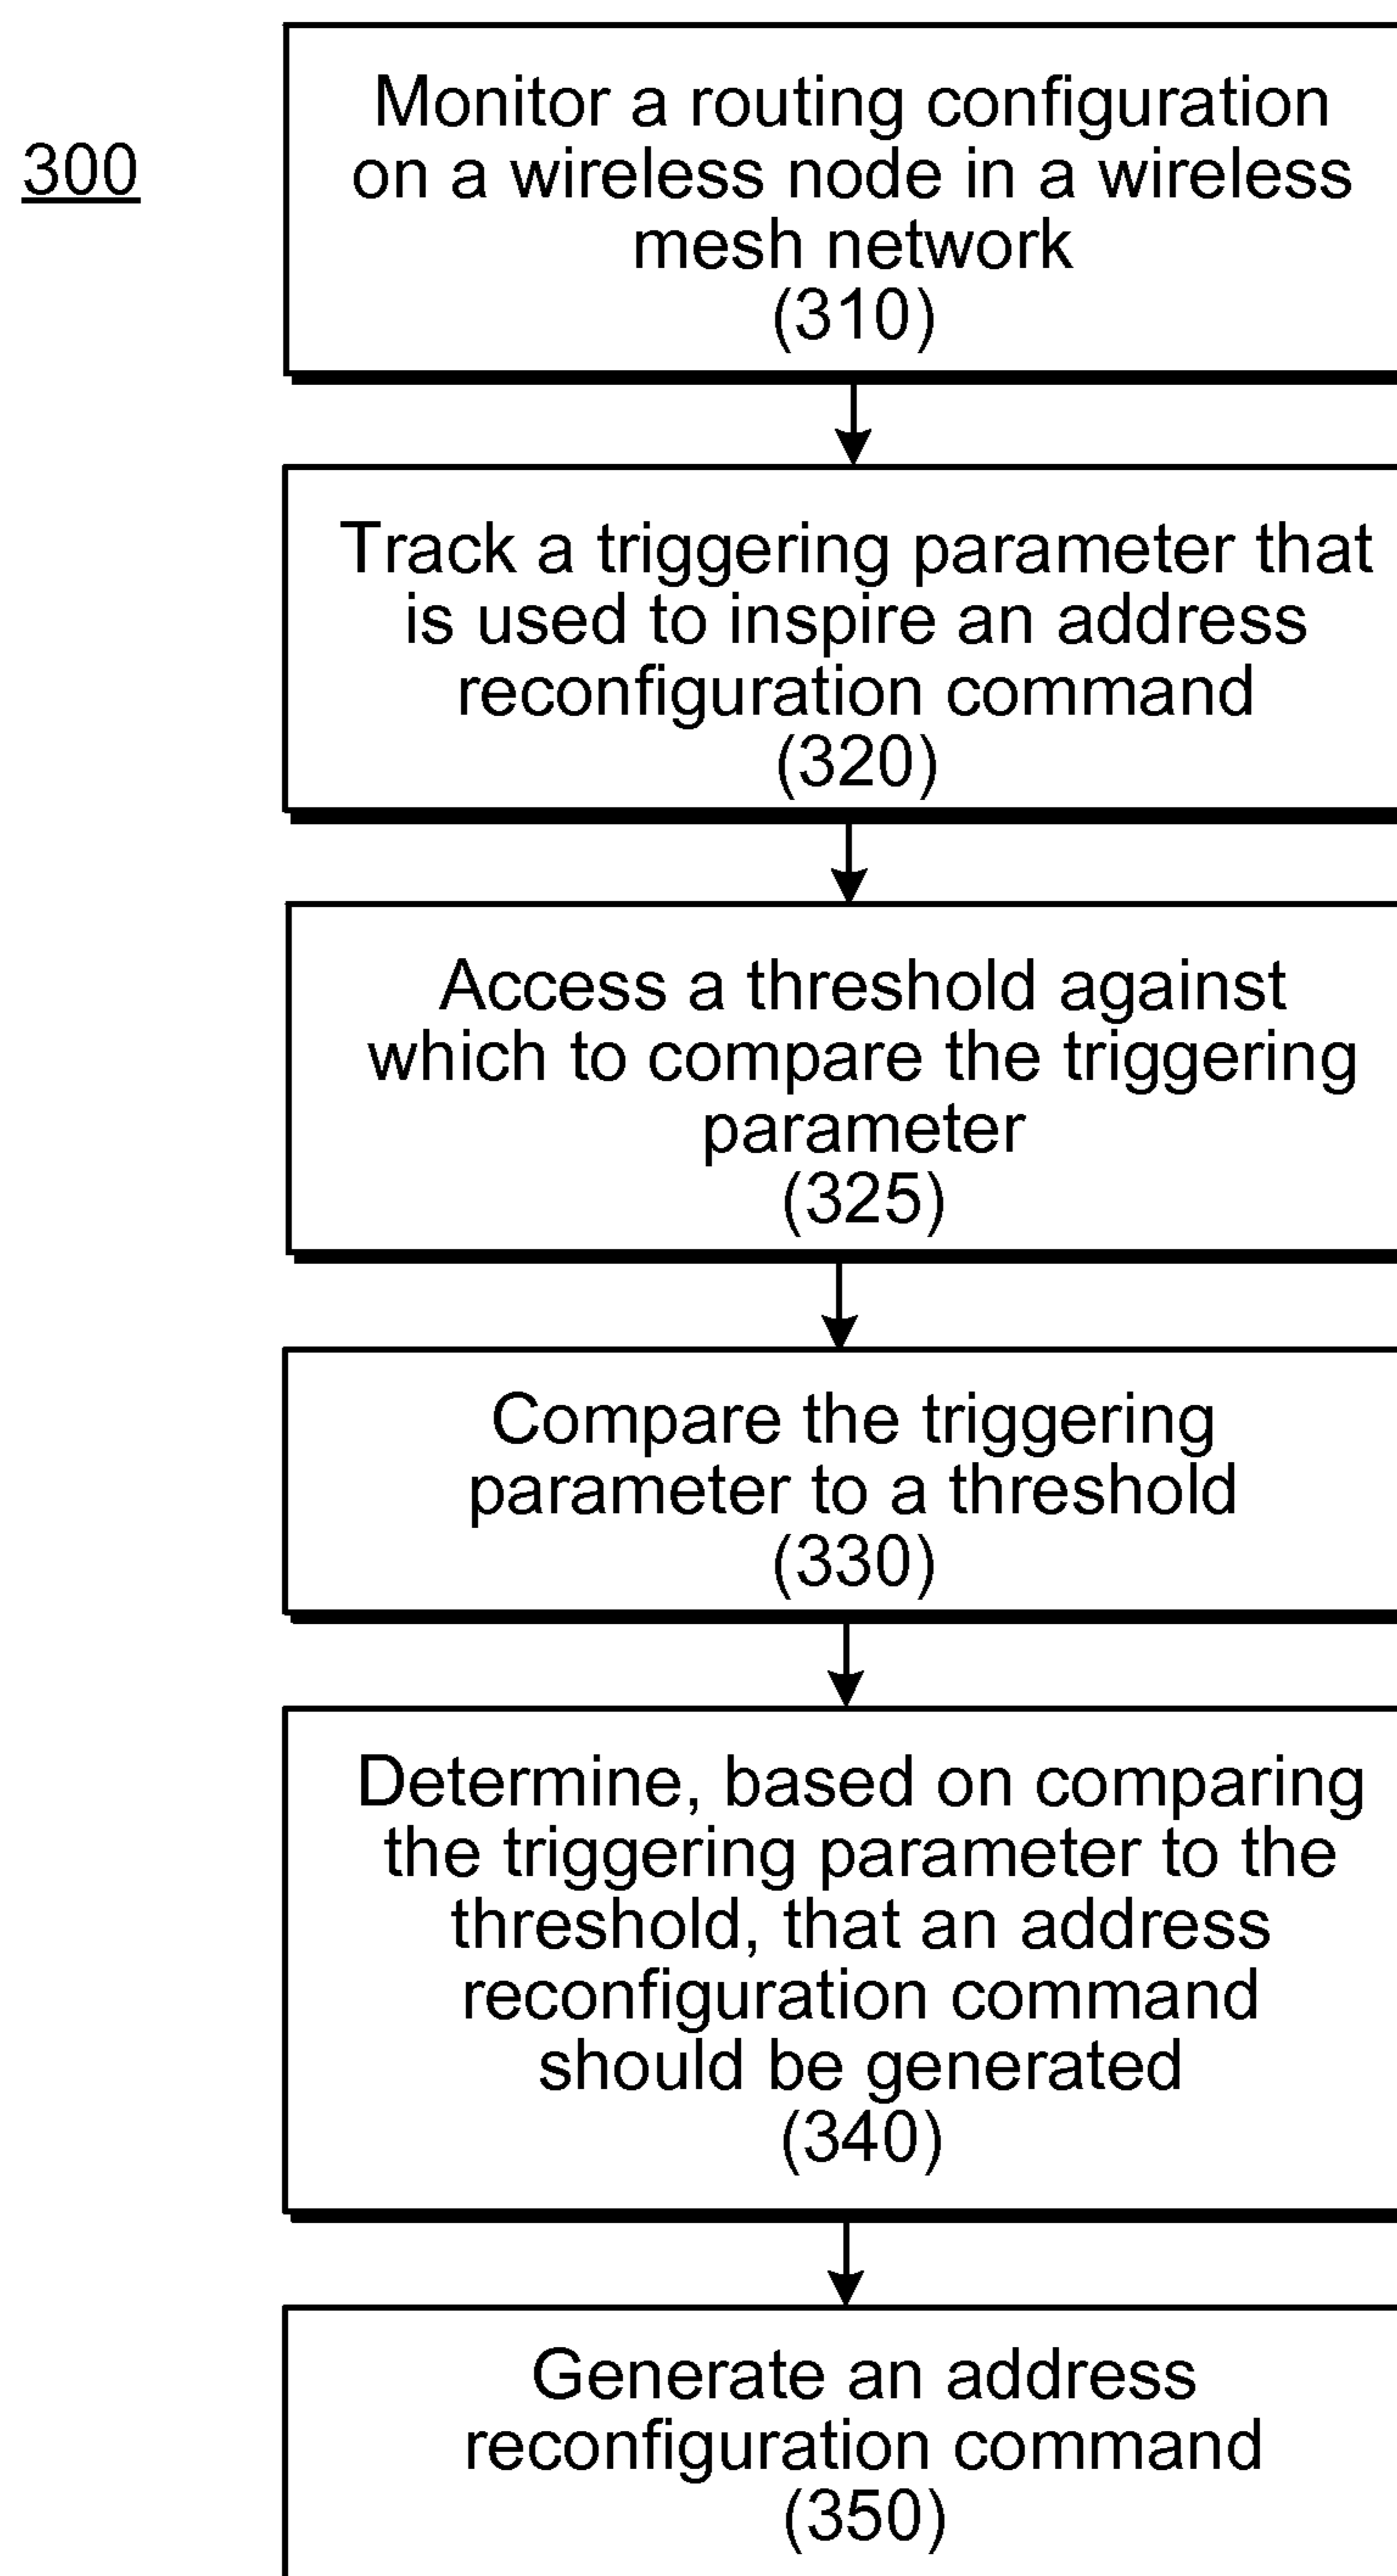 300
Monitor a routing configuration
on a wireless node in a wireless
mesh network
(310)
Track a triggering parameter that
is used to inspire an address
reconfiguration command
(320)
Access a threshold against
which to compare the triggering
parameter
(325)
Compare the triggering
parameter to a threshold
(330)
Determine, based on comparing
the triggering parameter to the
threshold, that an address
reconfiguration command
should be generated
(340)
Generate an address
reconfiguration command
(350)